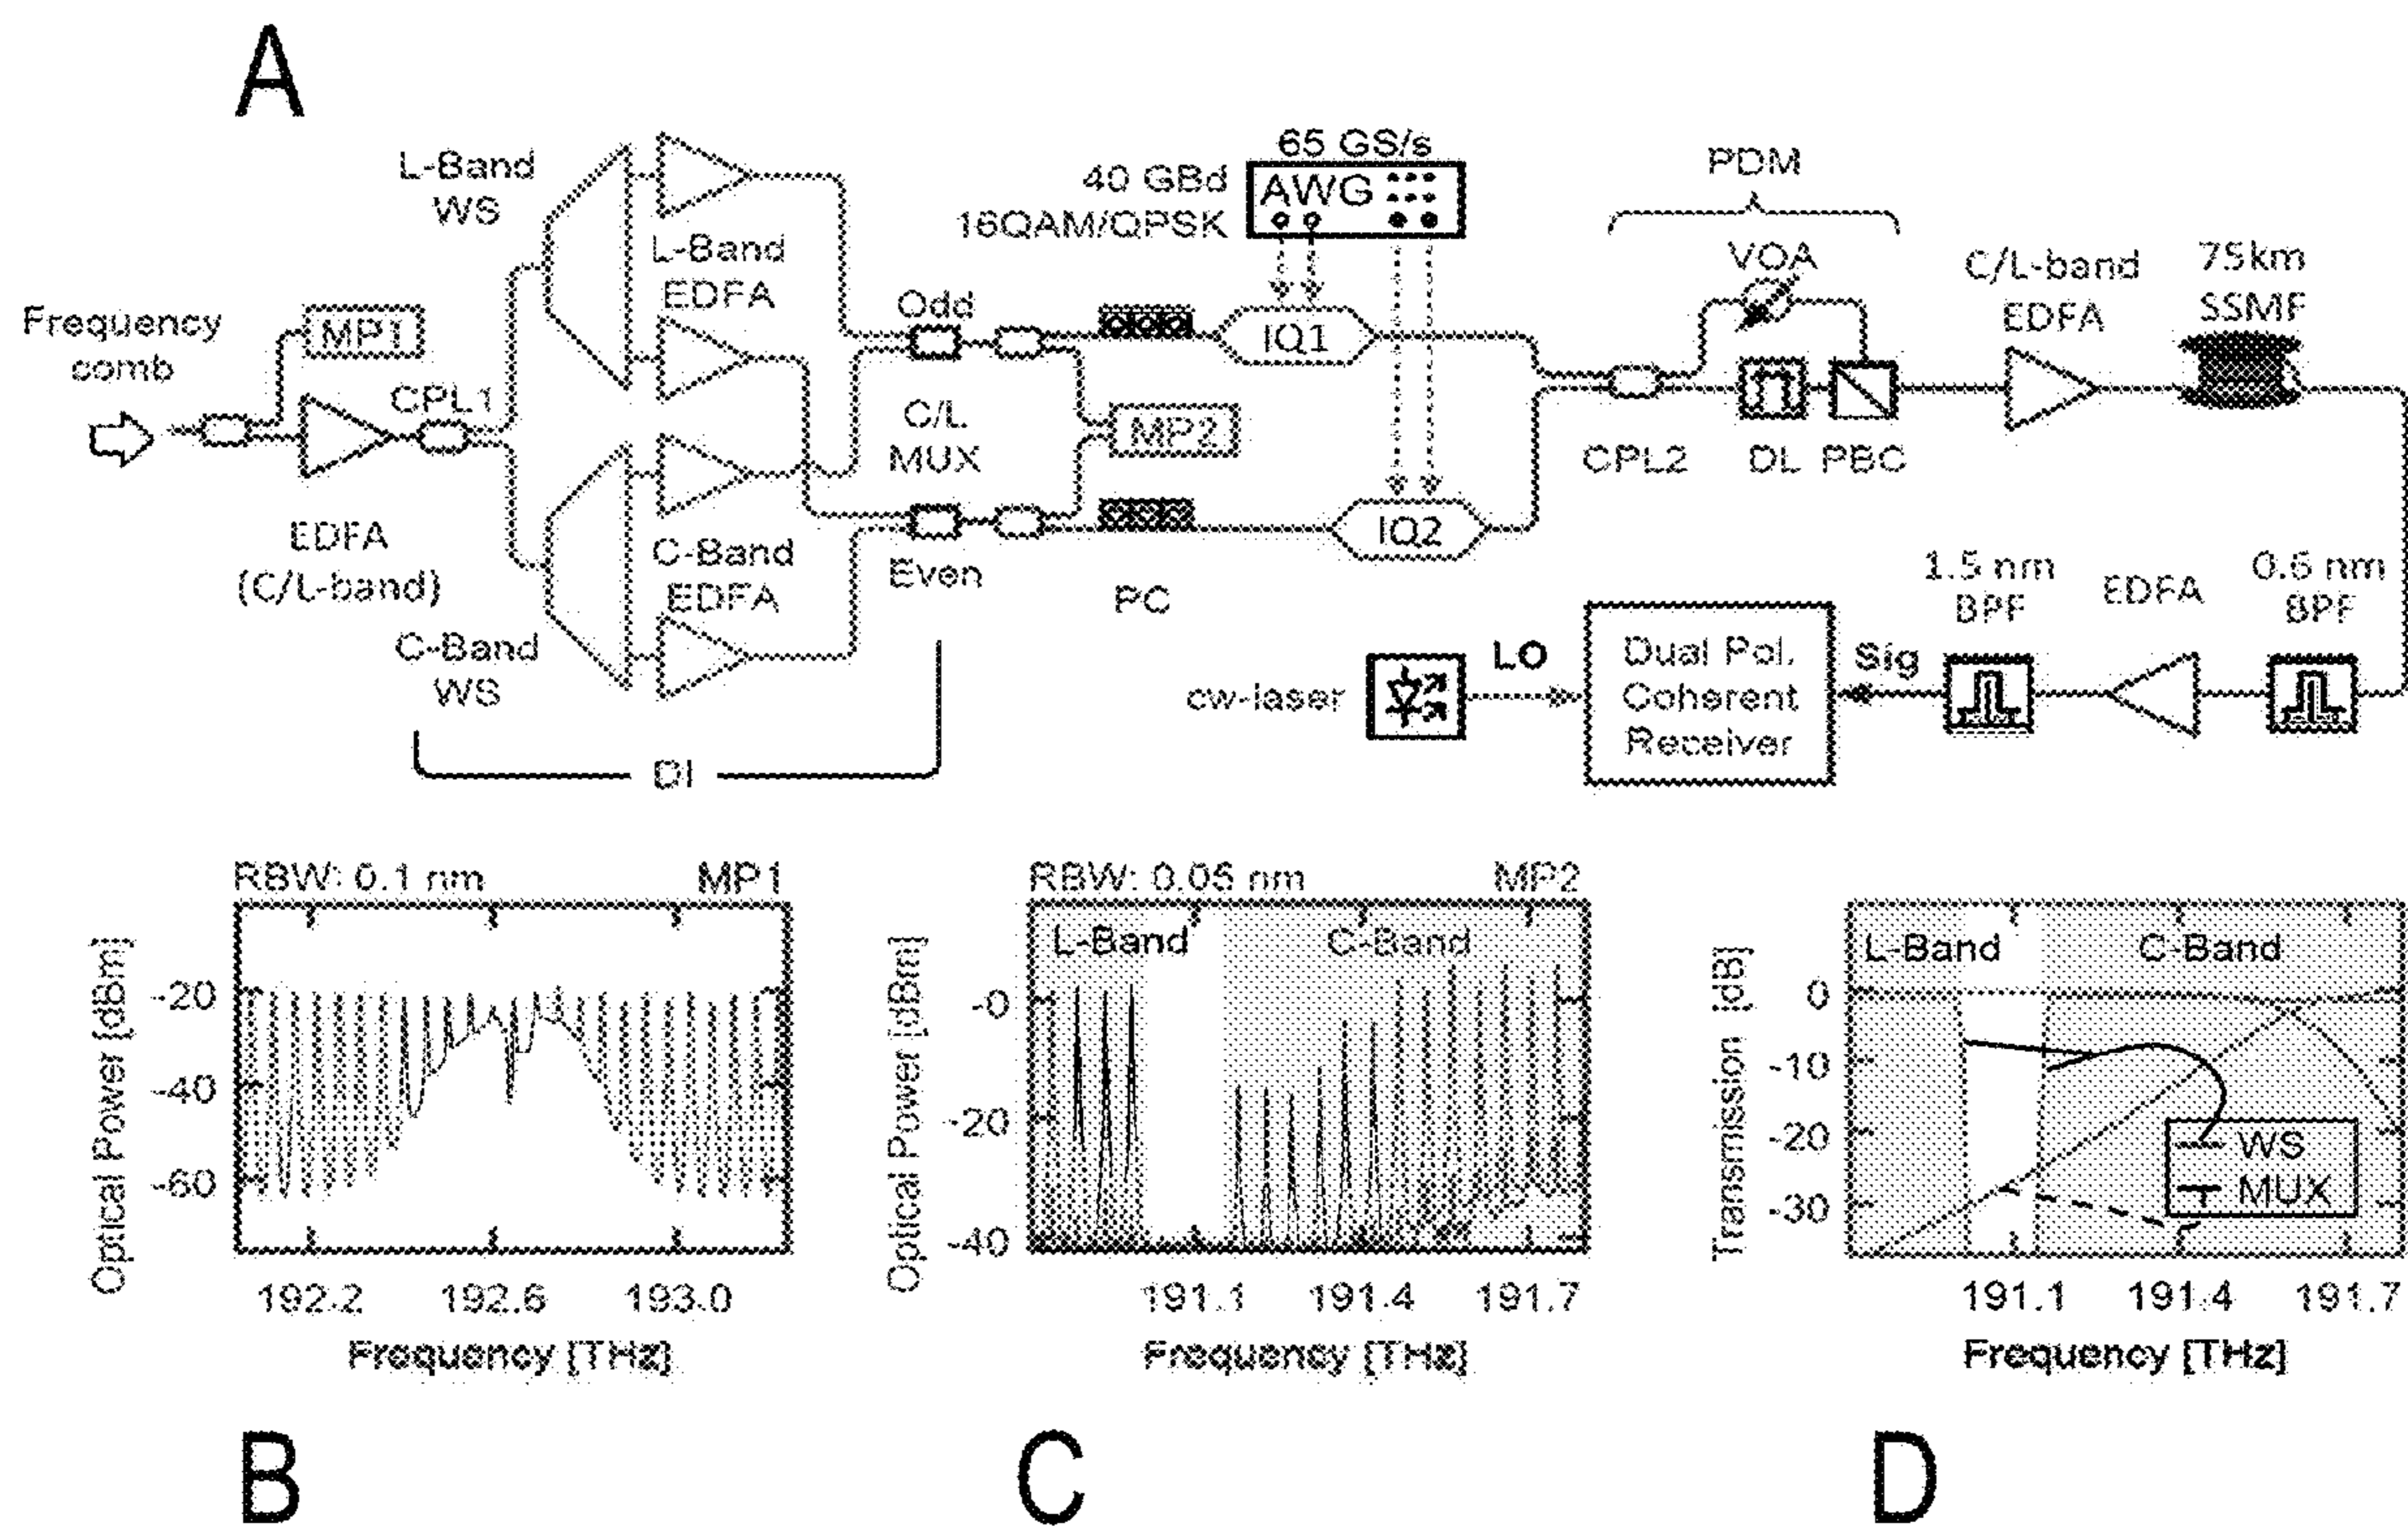 A
65 GS/s
L-Band
WS
40 GBd
16QAM/QPSK
AWG
PDM
L-Band
EDFA
VOA
C/L-band
EDFA
75km
SSMF
Frequency
comb
MP1
Odd
IQ1
CPL1
C/L
MUX
MP2
CPL2
DL
PBC
EDFA
(C/L-band)
C-Band
EDFA
Even
IQ2
PC
1.5 nm
BPF
EDFA
0.6 nm
BPF
C-Band
WS
cw-laser
LO
Dual Pol.
Coherent
Receiver
Sig
DI
RBW: 0.1 nm
MP1
Optical Power [dBm]
-20
-40
-60
192.2
192.6
193.0
Frequency [THz]
B
RBW: 0.05 nm
MP2
L-Band
C-Band
Optical Power [dBm]
-0
-20
-40
191.1
191.4
191.7
Frequency [THz]
C
L-Band
C-Band
Transmission [dB]
0
-10
-20
-30
WS
MUX
191.1
191.4
191.7
Frequency [THz]
D